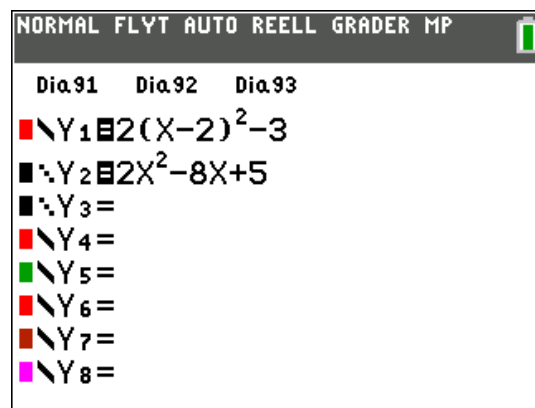 NORMAL FLYT AUTO REELL GRADER MP
Dia91 Dia92 Dia93
\Y1=2(X-2)²-3
Y2=2X²-8X+5
Y3=
\Y4=
\Y5=
\Y6=
\Y7=
\Y8=